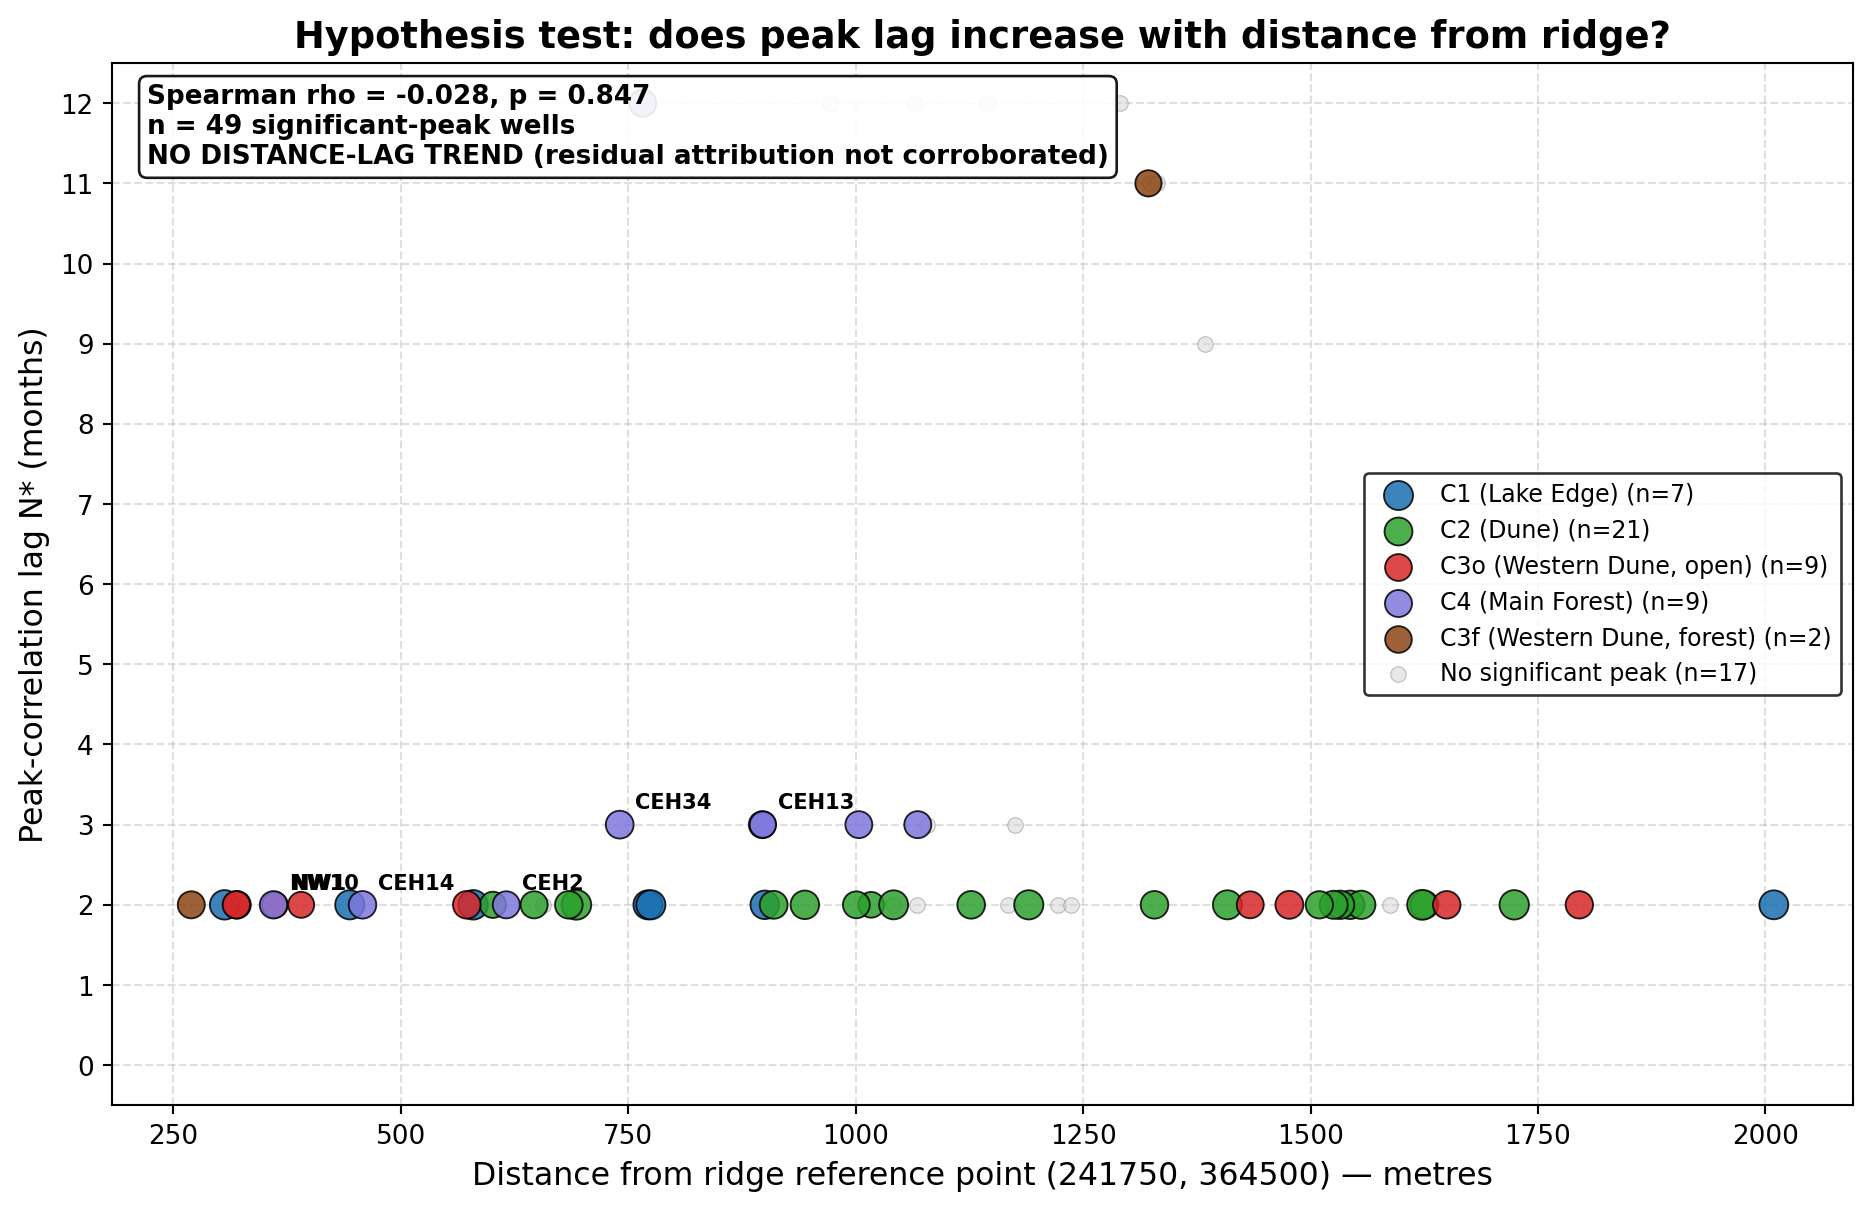 Hypothesis test: does peak lag increase with distance from ridge?
Spearman rho = -0.028, p = 0.847
n = 49 significant-peak wells
NO DISTANCE-LAG TREND (residual attribution not corroborated)
Peak-correlation lag N* (months)
12
11
10
9
8
7
6
5
4
3
2
1
0
C1 (Lake Edge) (n=7)
C2 (Dune) (n=21)
C3o (Western Dune, open) (n=9)
C4 (Main Forest) (n=9)
C3f (Western Dune, forest) (n=2)
No significant peak (n=17)
CEH34
CEH13
NW10
CEH14
CEH2
250
500
750
1000
1250
1500
1750
2000
Distance from ridge reference point (241750, 364500) — metres